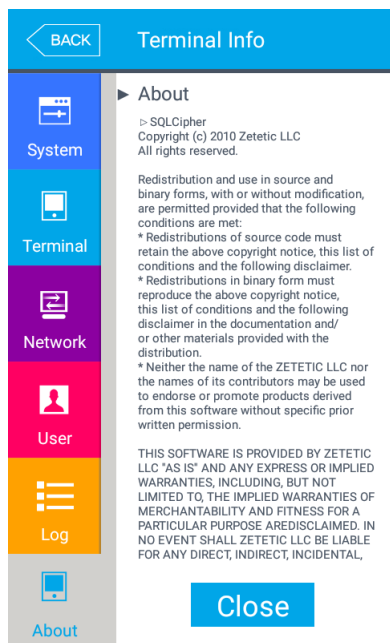 BACK
Terminal Info
System
Terminal
Network
User
Log
About
► About
▷ SQLCipher
Copyright (c) 2010 Zetetic LLC
All rights reserved.
Redistribution and use in source and
binary forms, with or without modification,
are permitted provided that the following
conditions are met:
* Redistributions of source code must
retain the above copyright notice, this list of
conditions and the following disclaimer.
* Redistributions in binary form must
reproduce the above copyright notice,
this list of conditions and the following
disclaimer in the documentation and/
or other materials provided with the
distribution.
* Neither the name of the ZETETIC LLC nor
the names of its contributors may be used
to endorse or promote products derived
from this software without specific prior
written permission.
THIS SOFTWARE IS PROVIDED BY ZETETIC
LLC "AS IS" AND ANY EXPRESS OR IMPLIED
WARRANTIES, INCLUDING, BUT NOT
LIMITED TO, THE IMPLIED WARRANTIES OF
MERCHANTABILITY AND FITNESS FOR A
PARTICULAR PURPOSE AREDISCLAIMED. IN
NO EVENT SHALL ZETETIC LLC BE LIABLE
FOR ANY DIRECT, INDIRECT, INCIDENTAL,
Close